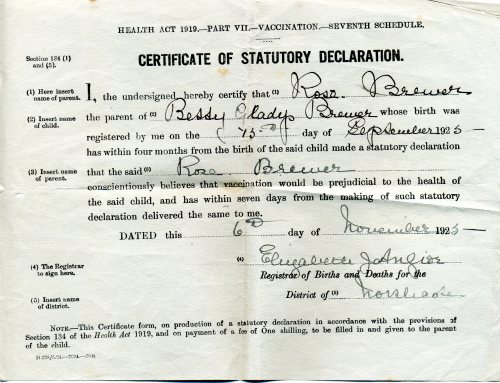 HEALTH ACT 1919.—PART VII.—VACCINATION.—SEVENTH SCHEDULE.
Section 134 (1) and (5).
CERTIFICATE OF STATUTORY DECLARATION.
(1) Here insert name of parent.
I, the undersigned, hereby certify that (1) Rosa Brewer
(2) Insert name of child.
the parent of (2) Betty Gladys Brewer whose birth was
registered by me on the day of September 1925
has within four months from the birth of the said child made a statutory declaration
(3) Insert name of parent.
that the said (3) Rosa Brewer
conscientiously believes that vaccination would be prejudicial to the health of
the said child, and has within seven days from the making of such statutory
declaration delivered the same to me.
DATED this 6th day of November 1925
(4) The Registrar to sign here.
(4) Elizabeth J
Registrar of Births and Deaths for the
(5) Insert name of district.
District of (5) Northcote
NOTE.—This Certificate form, on production of a statutory declaration in accordance with the provisions of
Section 134 of the Health Act 1919, and on payment of a fee of One shilling, to be filled in and given to the parent
of the child.